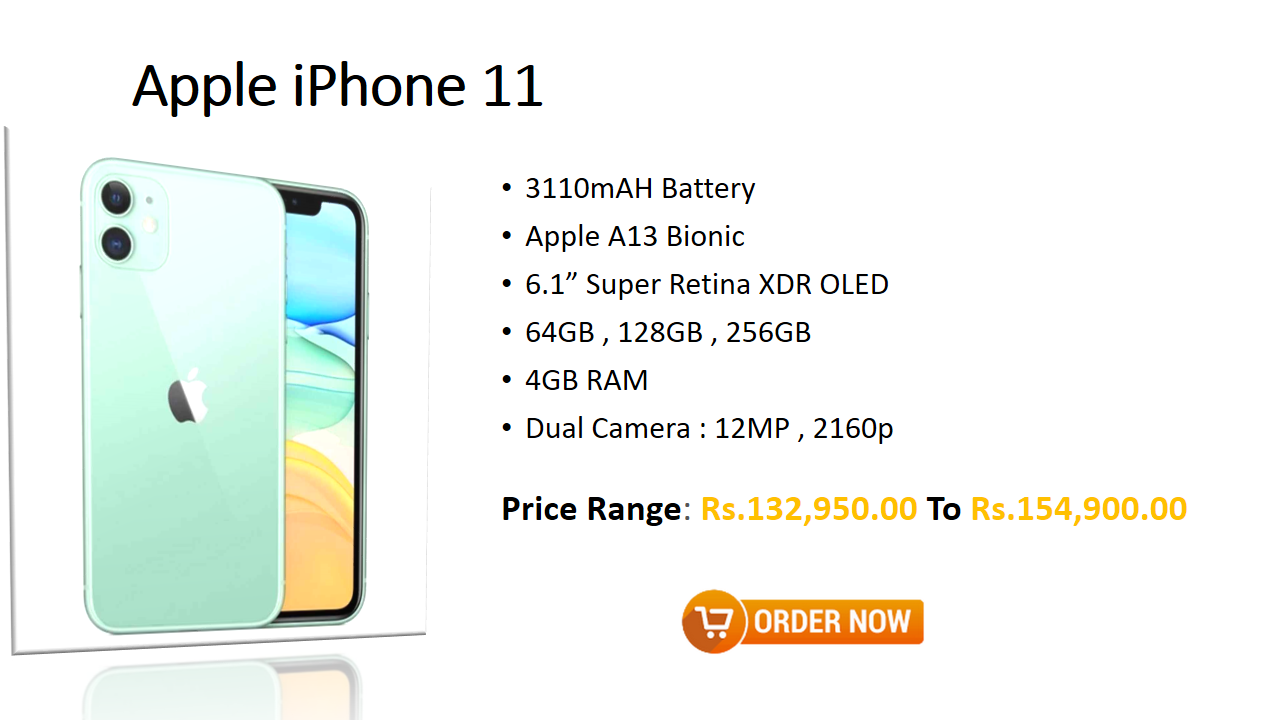 Apple iPhone 11
• 3110mAH Battery
• Apple A13 Bionic
• 6.1” Super Retina XDR OLED
• 64GB , 128GB , 256GB
• 4GB RAM
• Dual Camera : 12MP , 2160p
Price Range: Rs.132,950.00 To Rs.154,900.00
ORDER NOW